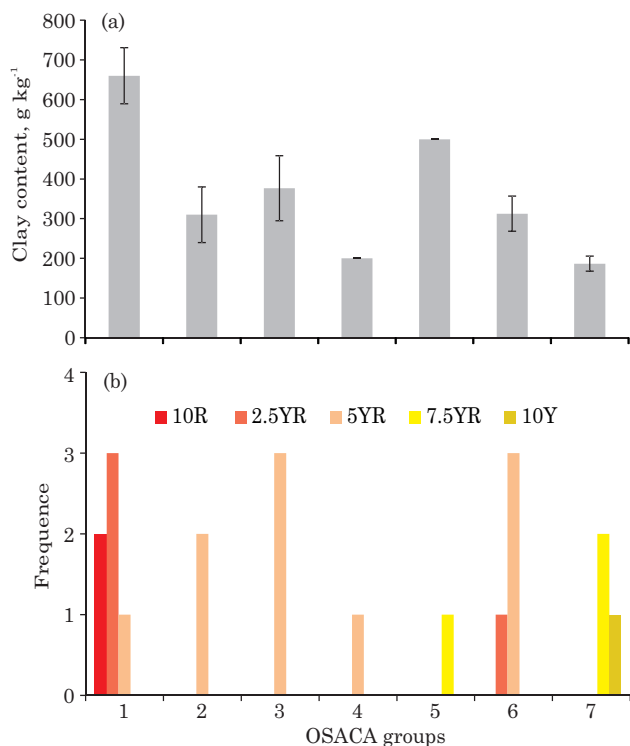 (a)
Clay content, g kg⁻¹
800
700
600
500
400
300
200
100
0
(b)
10R 2.5YR 5YR 7.5YR 10Y
Frequence
4
3
2
1
0
1 2 3 4 5 6 7
OSACA groups